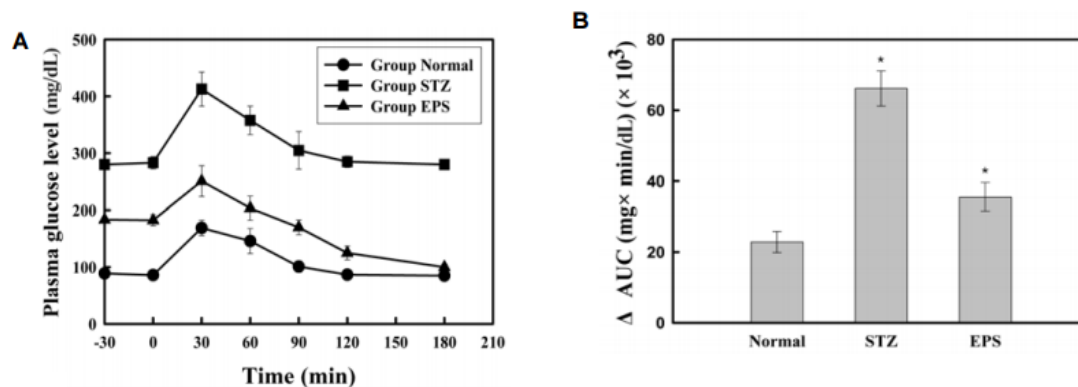 A
Plasma glucose level (mg/dL)
500
400
300
200
100
0
Group Normal
Group STZ
Group EPS
-30 0 30 60 90 120 150 180 210
Time (min)
B
Δ AUC (mg× min/dL) (× 10³)
80
60
40
20
0
*
*
Normal STZ EPS